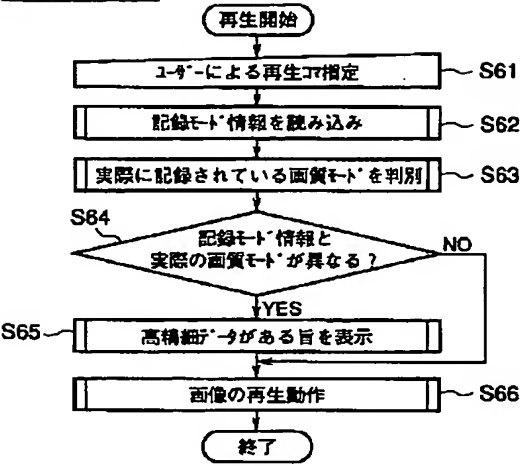 再生開始
ユーザーによる再生コマ指定
S61
記録モード情報を読み込み
S62
実際に記録されている画質モードを判別
S63
S64
記録モード情報と
実際の画質モードが異なる?
NO
YES
S65
高精細データがある旨を表示
画像の再生動作
S66
終了